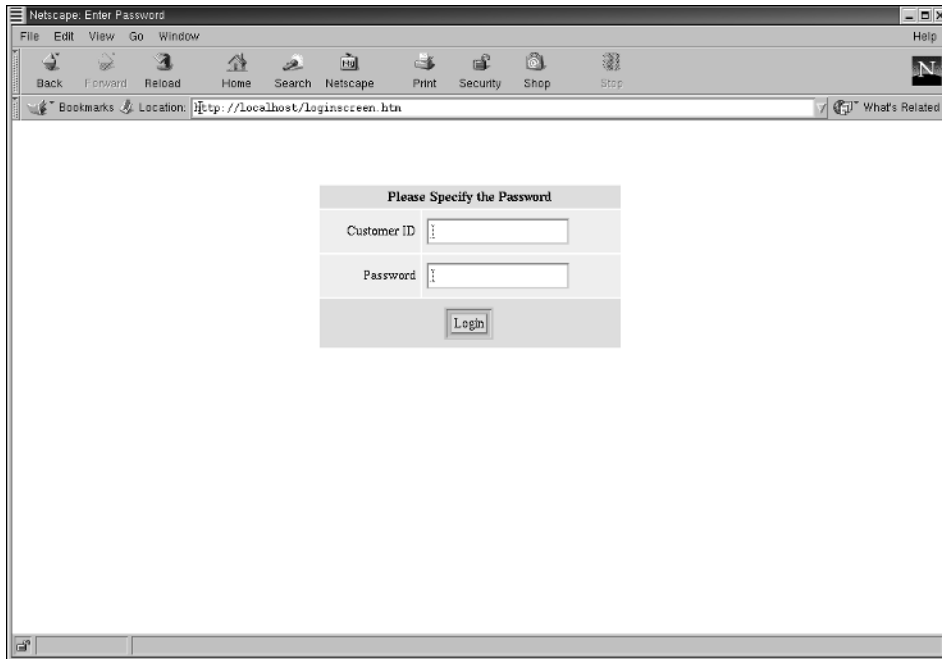 Netscape: Enter Password
File Edit View Go Window Help
Back Forward Reload Home Search Netscape Print Security Shop Stop
N
Bookmarks Location: http://localhost/loginscreen.htm What's Related
Please Specify the Password
Customer ID
Password
Login